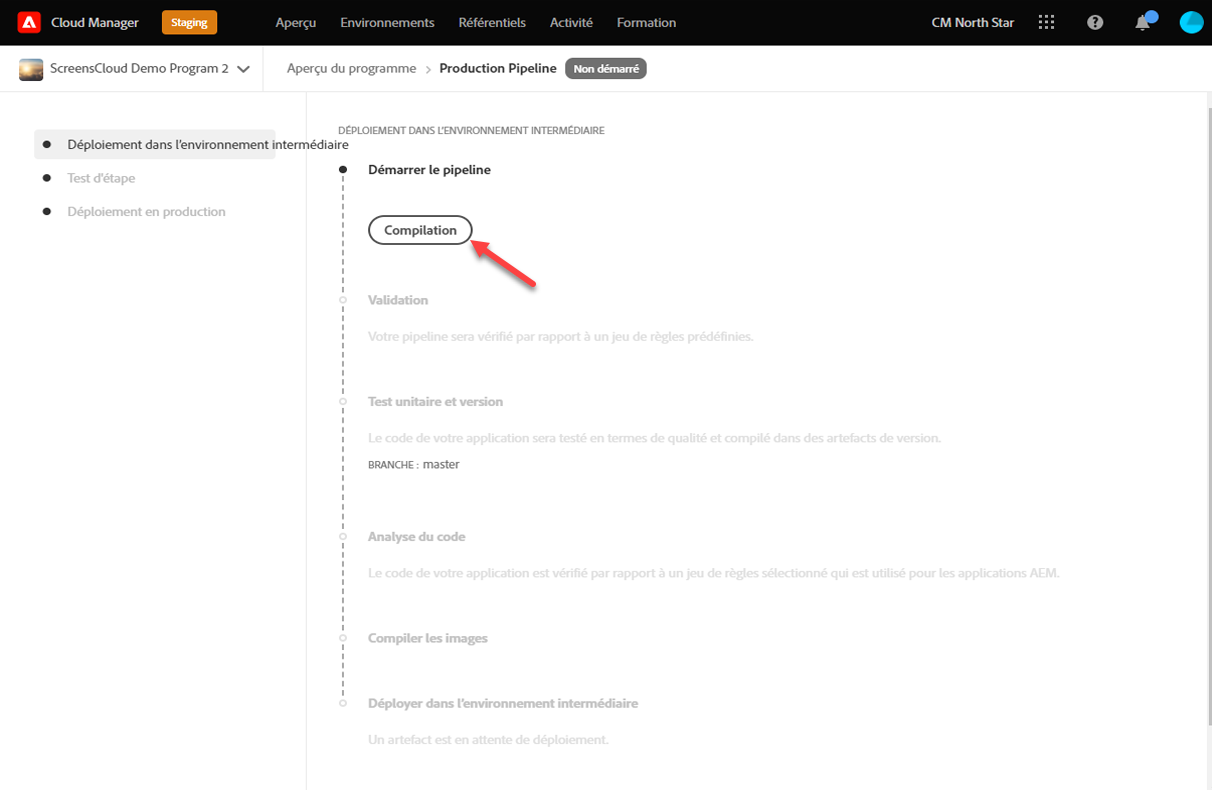 Cloud Manager
Staging
Aperçu
Environnements
Référentiels
Activité
Formation
CM North Star
ScreensCloud Demo Program 2
Aperçu du programme > Production Pipeline
Non démarré
Déploiement dans l'environnement intermédiaire
Test d'étape
Déploiement en production
DÉPLOIEMENT DANS L'ENVIRONNEMENT INTERMÉDIAIRE
Démarrer le pipeline
Compilation
Validation
Votre pipeline sera vérifié par rapport à un jeu de règles prédéfinies.
Test unitaire et version
Le code de votre application sera testé en termes de qualité et compilé dans des artefacts de version.
BRANCHE : master
Analyse du code
Le code de votre application est vérifié par rapport à un jeu de règles sélectionné qui est utilisé pour les applications AEM.
Compiler les images
Déployer dans l'environnement intermédiaire
Un artefact est en attente de déploiement.